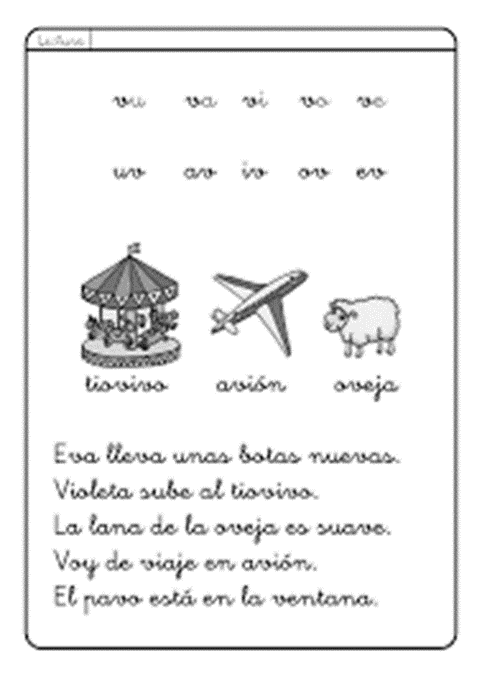 Lectura
vu va vi vo ve
uv av iv ov ev
tiovivo avión oveja
Eva lleva unas botas nuevas.
Violeta sube al tiovivo.
La lana de la oveja es suave.
Voy de viaje en avión.
El pavo está en la ventana.